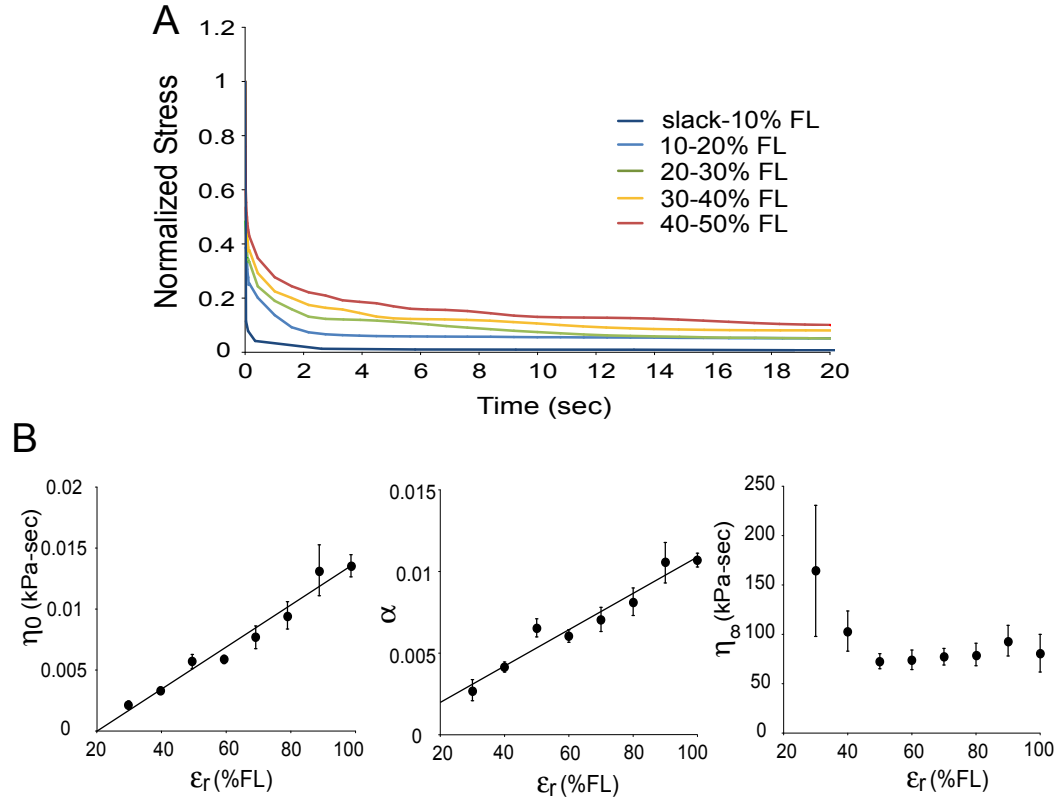 A
Normalized Stress
1.2
1
0.8
0.6
0.4
0.2
0
0 2 4 6 8 10 12 14 16 18 20
Time (sec)
slack-10% FL
10-20% FL
20-30% FL
30-40% FL
40-50% FL
B
η0 (kPa-sec)
0.02
0.015
0.01
0.005
0
20 40 60 80 100
εr (%FL)
α
0.015
0.01
0.005
0
20 40 60 80 100
εr (%FL)
η∞ (kPa-sec)
250
200
150
100
50
0
20 40 60 80 100
εr (%FL)